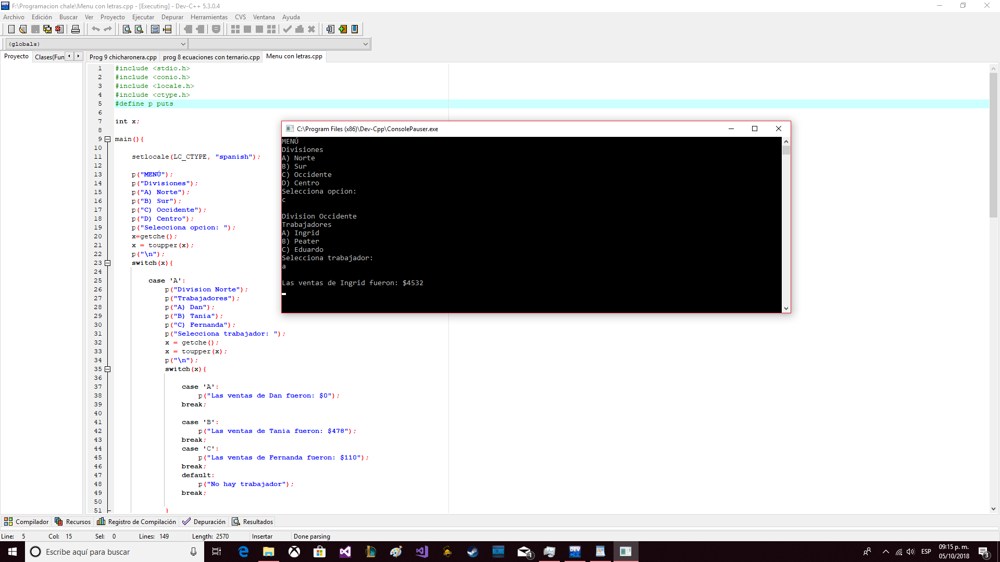 F:\Programacion chale\Menu con letras.cpp - [Executing] - Dev-C++ 5.3.0.4
Archivo Edición Buscar Ver Proyecto Ejecutar Depurar Herramientas CVS Ventana Ayuda
(globals)
Proyecto Clases(Fun Prog 9 chicharonera.cpp prog 8 ecuaciones con ternario.cpp Menu con letras.cpp
1 #include <stdio.h>
2 #include <conio.h>
3 #include <locale.h>
4 #include <ctype.h>
5 #define p puts
6
7 int x;
8
9 main(){
10
11 setlocale(LC_CTYPE, "spanish");
12
13 p("MENÚ");
14 p("Divisiones");
15 p("A) Norte");
16 p("B) Sur");
17 p("C) Occidente");
18 p("D) Centro");
19 p("Selecciona opcion: ");
20 x=getche();
21 x = toupper(x);
22 p("\n");
23 switch(x){
24
25 case 'A':
26 p("Division Norte");
27 p("Trabajadores");
28 p("A) Dan");
29 p("B) Tania");
30 p("C) Fernanda");
31 p("Selecciona trabajador: ");
32 x = getche();
33 x = toupper(x);
34 p("\n");
35 switch(x){
36
37 case 'A':
38 p("Las ventas de Dan fueron: $0");
39 break;
40
41 case 'B':
42 p("Las ventas de Tania fueron: $478");
43 break;
44 case 'C':
45 p("Las ventas de Fernanda fueron: $110");
46 break;
47 default:
48 p("No hay trabajador");
49 break;
50
51 }
C:\Program Files (x86)\Dev-Cpp\ConsolePauser.exe
MENÚ
Divisiones
A) Norte
B) Sur
C) Occidente
D) Centro
Selecciona opcion:
c
Division Occidente
Trabajadores
A) Ingrid
B) Peater
C) Eduardo
Selecciona trabajador:
a
Las ventas de Ingrid fueron: $4532
Compilador Recursos Registro de Compilación Depuración Resultados
Line: 5 Col: 15 Sel: 0 Lines: 149 Length: 2570 Insertar Done parsing
Escribe aquí para buscar
1
DEV
ESP
09:15 p. m.
05/10/2018
3